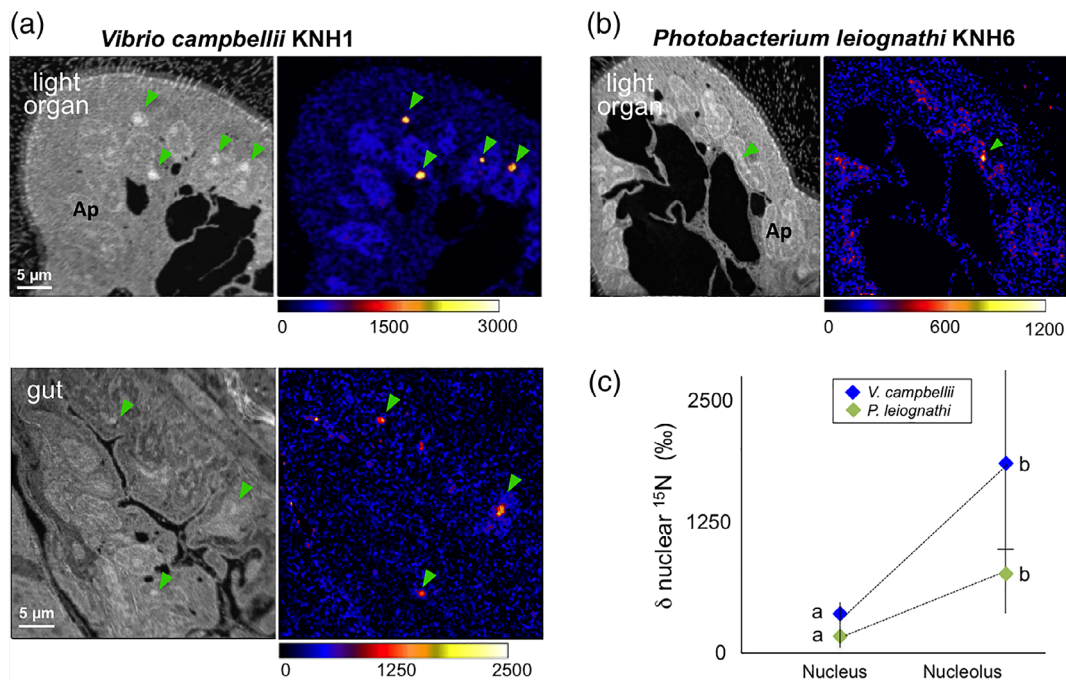 (a)
Vibrio campbellii KNH1
light
organ
Ap
5 µm
0 1500 3000
gut
5 µm
0 1250 2500
(b)
Photobacterium leiognathi KNH6
light
organ
Ap
0 600 1200
(c)
V. campbellii
P. leiognathi
δ nuclear ¹⁵N (‰)
2500
1250
0
a
a
b
b
Nucleus Nucleolus